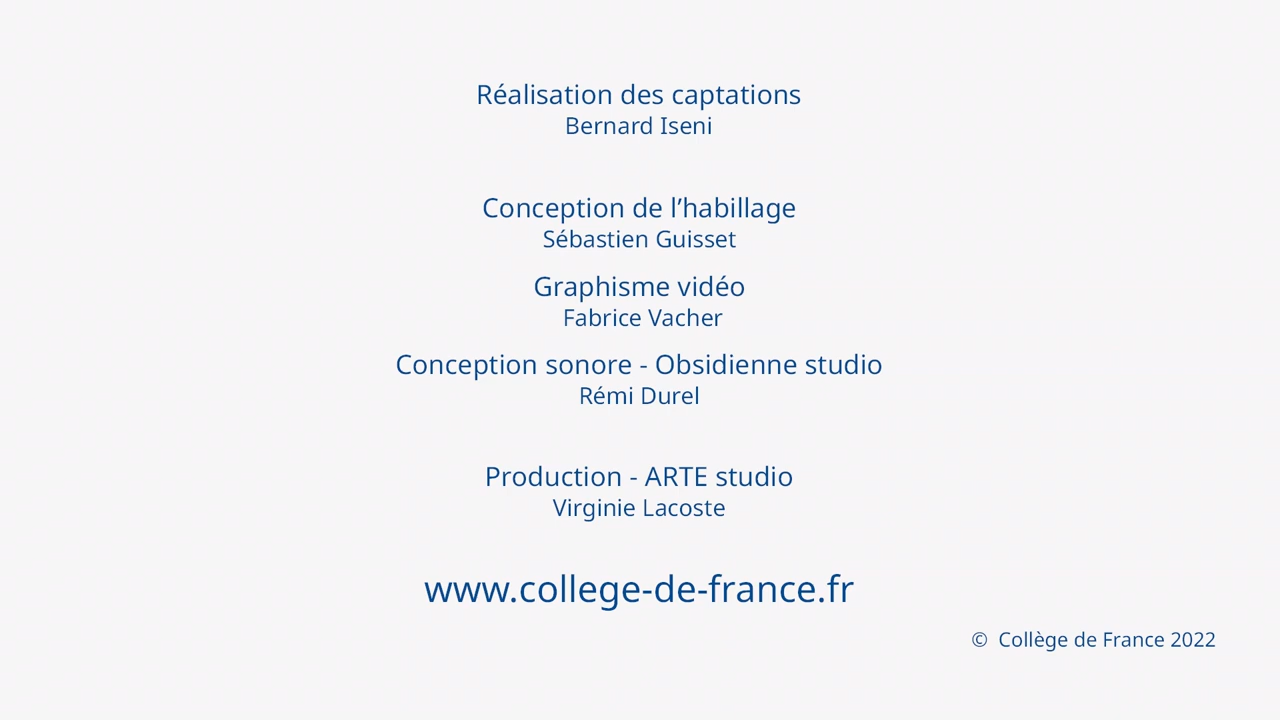 Réalisation des captations
Bernard Iseni
Conception de l’habillage
Sébastien Guisset
Graphisme vidéo
Fabrice Vacher
Conception sonore - Obsidienne studio
Rémi Durel
Production - ARTE studio
Virginie Lacoste
www.college-de-france.fr
© Collège de France 2022